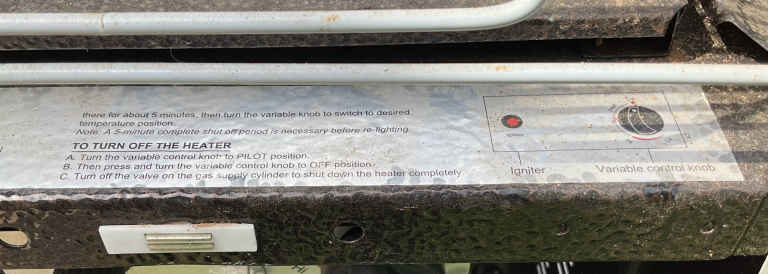 there for about 5 minutes, then turn the variable knob to switch to desired
temperature position.
Note: A 5-minute complete shut off period is necessary before re-lighting.
TO TURN OFF THE HEATER
A. Turn the variable control knob to PILOT position.
B. Then press and turn the variable control knob to OFF position.
C. Turn off the valve on the gas supply cylinder to shut down the heater completely
Igniter
Variable control knob